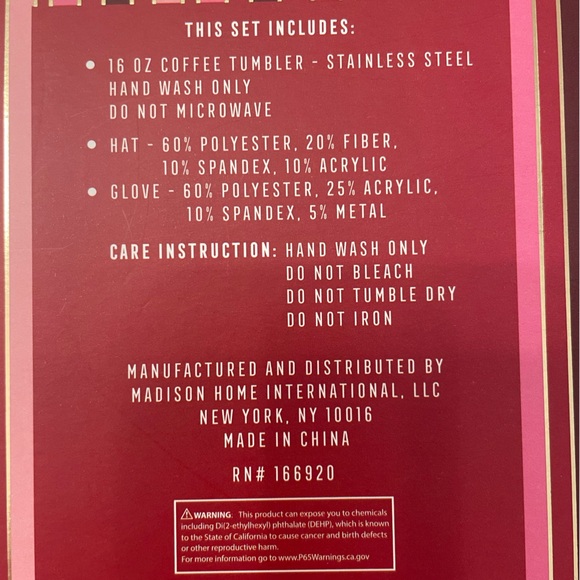 THIS SET INCLUDES:
• 16 OZ COFFEE TUMBLER - STAINLESS STEEL
HAND WASH ONLY
DO NOT MICROWAVE
• HAT - 60% POLYESTER, 20% FIBER,
10% SPANDEX, 10% ACRYLIC
• GLOVE - 60% POLYESTER, 25% ACRYLIC,
10% SPANDEX, 5% METAL
CARE INSTRUCTION: HAND WASH ONLY
DO NOT BLEACH
DO NOT TUMBLE DRY
DO NOT IRON
MANUFACTURED AND DISTRIBUTED BY
MADISON HOME INTERNATIONAL, LLC
NEW YORK, NY 10016
MADE IN CHINA
RN# 166920
⚠WARNING: This product can expose you to chemicals
including Di(2-ethylhexyl) phthalate (DEHP), which is known
to the State of California to cause cancer and birth defects
or other reproductive harm.
For more information go to www.P65Warnings.ca.gov